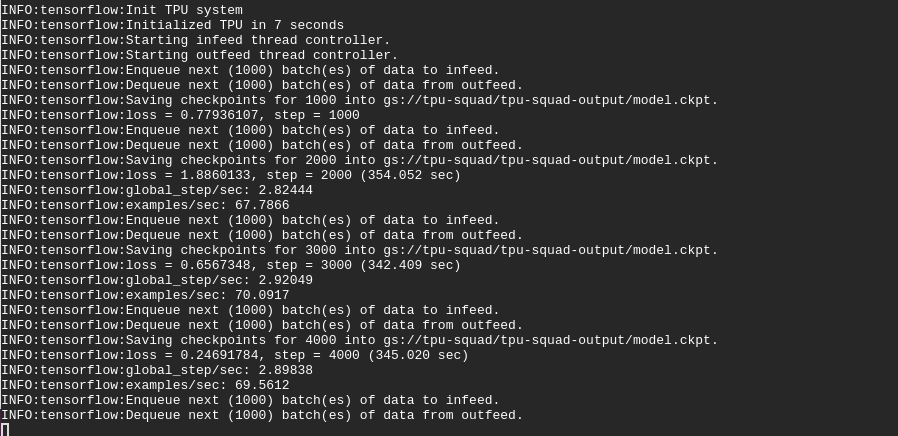 INFO:tensorflow:Init TPU system
INFO:tensorflow:Initialized TPU in 7 seconds
INFO:tensorflow:Starting infeed thread controller.
INFO:tensorflow:Starting outfeed thread controller.
INFO:tensorflow:Enqueue next (1000) batch(es) of data to infeed.
INFO:tensorflow:Dequeue next (1000) batch(es) of data from outfeed.
INFO:tensorflow:Saving checkpoints for 1000 into gs://tpu-squad/tpu-squad-output/model.ckpt.
INFO:tensorflow:loss = 0.77936107, step = 1000
INFO:tensorflow:Enqueue next (1000) batch(es) of data to infeed.
INFO:tensorflow:Dequeue next (1000) batch(es) of data from outfeed.
INFO:tensorflow:Saving checkpoints for 2000 into gs://tpu-squad/tpu-squad-output/model.ckpt.
INFO:tensorflow:loss = 1.8860133, step = 2000 (354.052 sec)
INFO:tensorflow:global_step/sec: 2.82444
INFO:tensorflow:examples/sec: 67.7866
INFO:tensorflow:Enqueue next (1000) batch(es) of data to infeed.
INFO:tensorflow:Dequeue next (1000) batch(es) of data from outfeed.
INFO:tensorflow:Saving checkpoints for 3000 into gs://tpu-squad/tpu-squad-output/model.ckpt.
INFO:tensorflow:loss = 0.6567348, step = 3000 (342.409 sec)
INFO:tensorflow:global_step/sec: 2.92049
INFO:tensorflow:examples/sec: 70.0917
INFO:tensorflow:Enqueue next (1000) batch(es) of data to infeed.
INFO:tensorflow:Dequeue next (1000) batch(es) of data from outfeed.
INFO:tensorflow:Saving checkpoints for 4000 into gs://tpu-squad/tpu-squad-output/model.ckpt.
INFO:tensorflow:loss = 0.24691784, step = 4000 (345.020 sec)
INFO:tensorflow:global_step/sec: 2.89838
INFO:tensorflow:examples/sec: 69.5612
INFO:tensorflow:Enqueue next (1000) batch(es) of data to infeed.
INFO:tensorflow:Dequeue next (1000) batch(es) of data from outfeed.